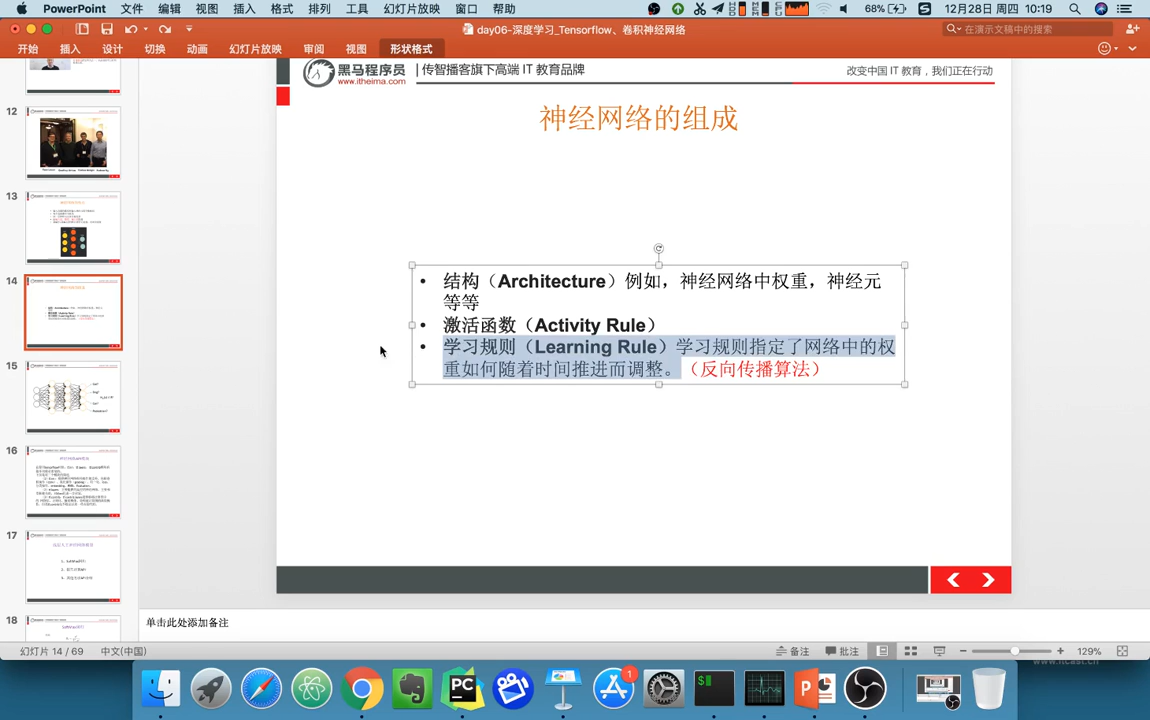 PowerPoint 文件 编辑 视图 插入 格式 排列 工具 幻灯片放映 窗口 帮助 68% 12月28日 周四 10:19
day06-深度学习_Tensorflow、卷积神经网络
在演示文稿中的搜索
开始 插入 设计 切换 动画 幻灯片放映 审阅 视图 形状格式
黑马程序员
www.itheima.com
传智播客旗下高端 IT 教育品牌
改变中国 IT 教育，我们正在行动
神经网络的组成
• 结构（Architecture）例如，神经网络中权重，神经元
等等
• 激活函数（Activity Rule）
• 学习规则（Learning Rule）学习规则指定了网络中的权
重如何随着时间推进而调整。（反向传播算法）
12
13
14
15
16
17
18
单击此处添加备注
幻灯片 14 / 69 中文(中国) 备注 批注 129%
www.itcast.cn
PC
1
$
P